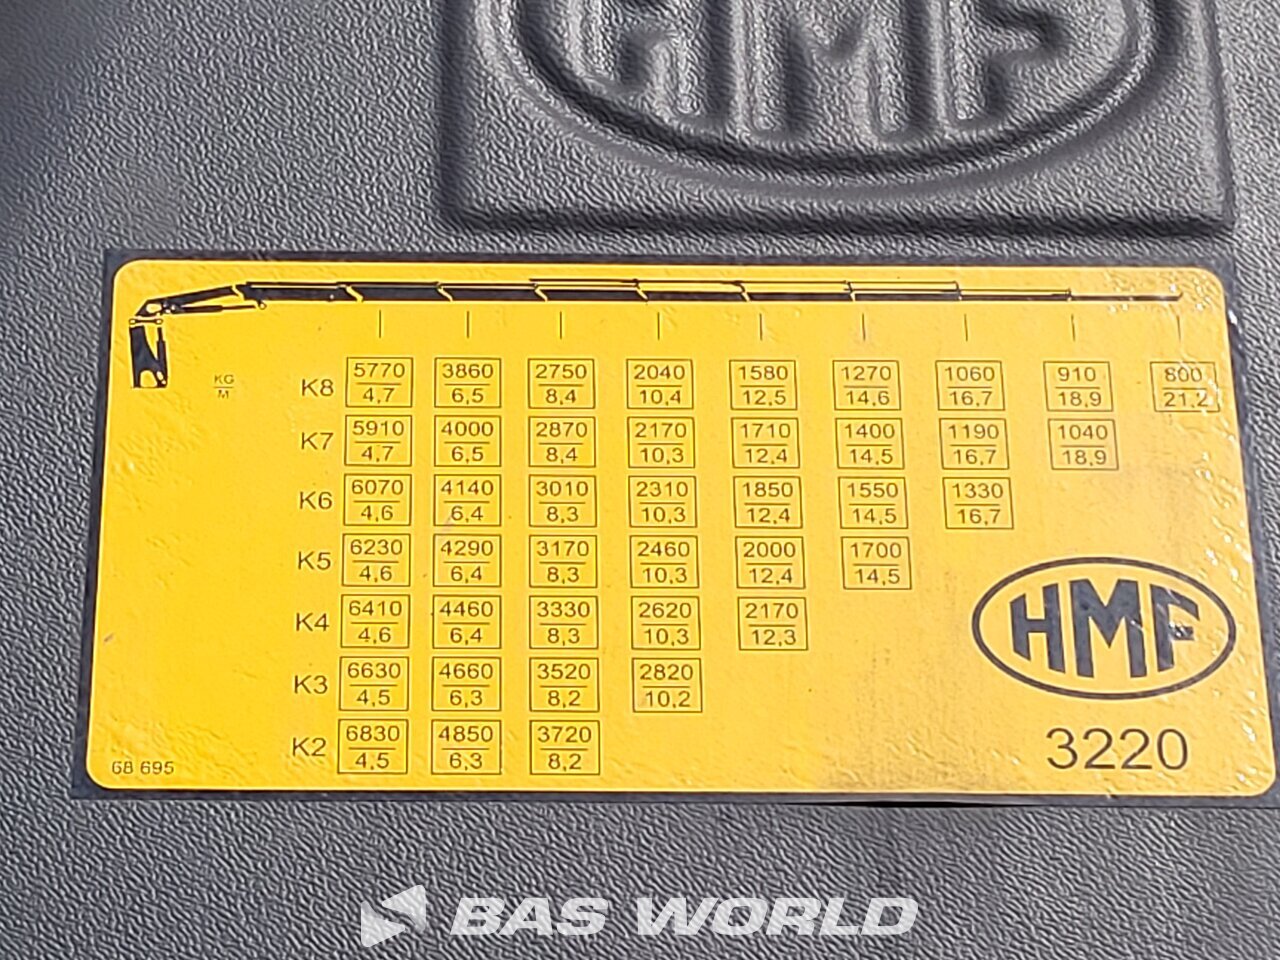 HMF
KG
M
K8 5770 3860 2750 2040 1580 1270 1060 910 800
4,7 6,5 8,4 10,4 12,5 14,6 16,7 18,9 21,2
K7 5910 4000 2870 2170 1710 1400 1190 1040
4,7 6,5 8,4 10,3 12,4 14,5 16,7 18,9
K6 6070 4140 3010 2310 1850 1550 1330
4,6 6,4 8,3 10,3 12,4 14,5 16,7
K5 6230 4290 3170 2460 2000 1700
4,6 6,4 8,3 10,3 12,4 14,5
K4 6410 4460 3330 2620 2170
4,6 6,4 8,3 10,3 12,3
K3 6630 4660 3520 2820
4,5 6,3 8,2 10,2
K2 6830 4850 3720
4,5 6,3 8,2
HMF
3220
68 695
BAS WORLD